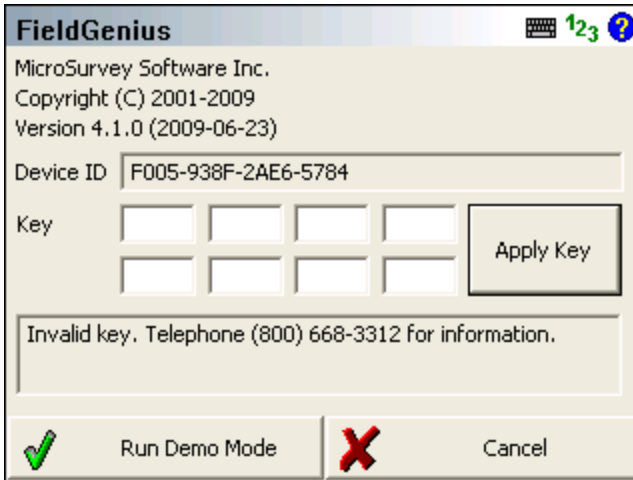 FieldGenius 123 ?
MicroSurvey Software Inc.
Copyright (C) 2001-2009
Version 4.1.0 (2009-06-23)
Device ID F005-938F-2AE6-5784
Key
Apply Key
Invalid key. Telephone (800) 668-3312 for information.
Run Demo Mode Cancel